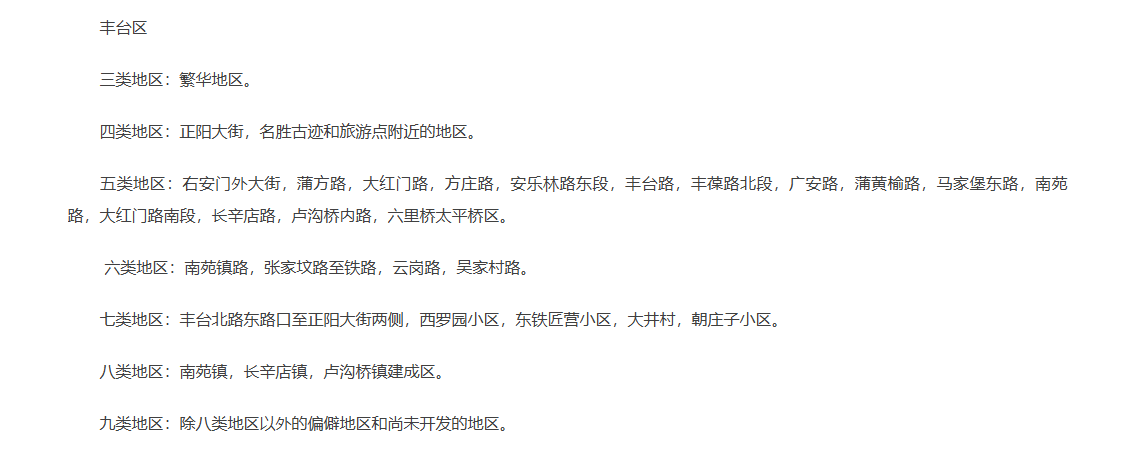 丰台区
三类地区：繁华地区。
四类地区：正阳大街，名胜古迹和旅游点附近的地区。
五类地区：右安门外大街，蒲方路，大红门路，方庄路，安乐林路东段，丰台路，丰葆路北段，广安路，蒲黄榆路，马家堡东路，南苑
路，大红门路南段，长辛店路，卢沟桥内路，六里桥太平桥区。
六类地区：南苑镇路，张家坟路至铁路，云岗路，吴家村路。
七类地区：丰台北路东路口至正阳大街两侧，西罗园小区，东铁匠营小区，大井村，朝庄子小区。
八类地区：南苑镇，长辛店镇，卢沟桥镇建成区。
九类地区：除八类地区以外的偏僻地区和尚未开发的地区。